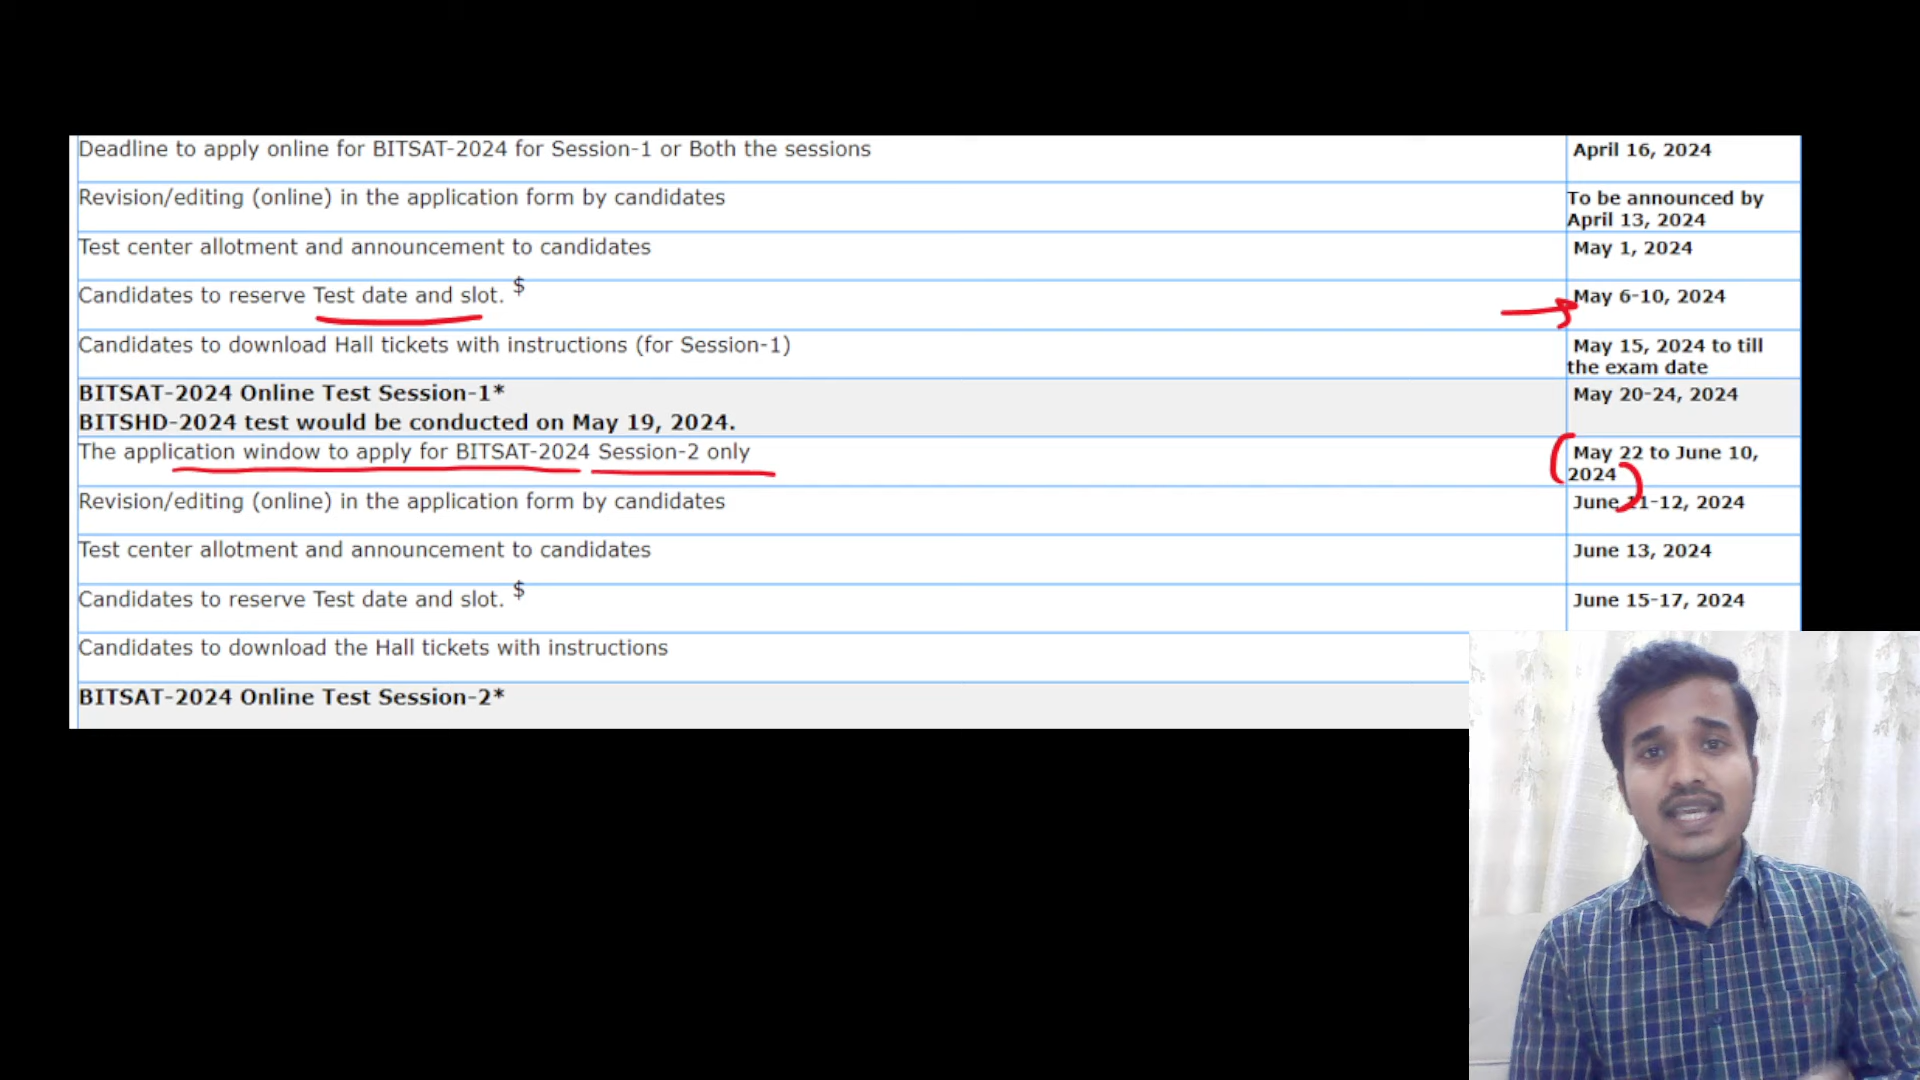 Deadline to apply online for BITSAT-2024 for Session-1 or Both the sessions April 16, 2024
Revision/editing (online) in the application form by candidates To be announced by
April 13, 2024
Test center allotment and announcement to candidates May 1, 2024
Candidates to reserve Test date and slot. $ May 6-10, 2024
Candidates to download Hall tickets with instructions (for Session-1) May 15, 2024 to till
the exam date
BITSAT-2024 Online Test Session-1* May 20-24, 2024
BITSHD-2024 test would be conducted on May 19, 2024.
The application window to apply for BITSAT-2024 Session-2 only May 22 to June 10,
2024
Revision/editing (online) in the application form by candidates June 11-12, 2024
Test center allotment and announcement to candidates June 13, 2024
Candidates to reserve Test date and slot. $ June 15-17, 2024
Candidates to download the Hall tickets with instructions
BITSAT-2024 Online Test Session-2*